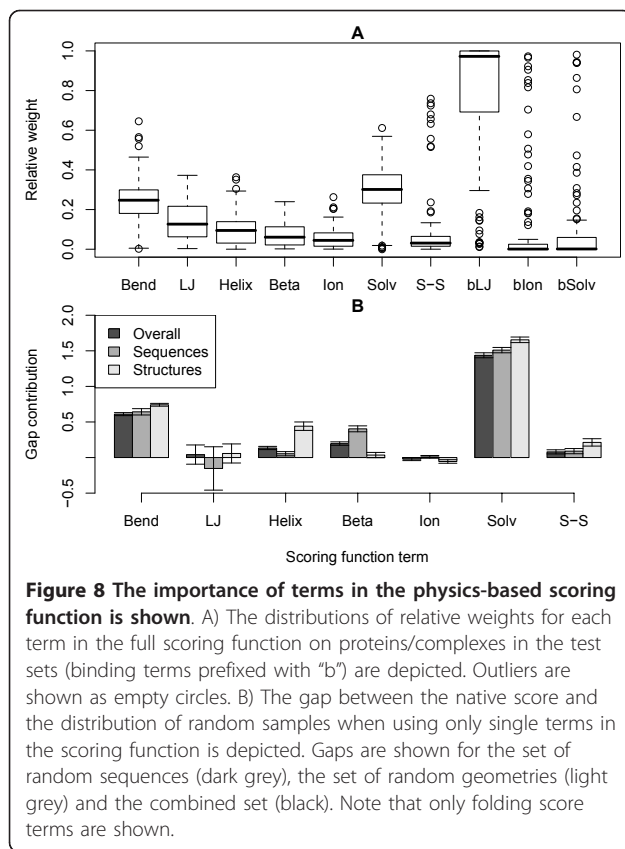 A
Relative weight
1.0
0.8
0.6
0.4
0.2
0.0
Bend LJ Helix Beta Ion Solv S−S bLJ bIon bSolv
B
Gap contribution
2.0
1.5
0.5
−0.5
Overall
Sequences
Structures
Bend LJ Helix Beta Ion Solv S−S
Scoring function term
Figure 8 The importance of terms in the physics-based scoring
function is shown. A) The distributions of relative weights for each
term in the full scoring function on proteins/complexes in the test
sets (binding terms prefixed with “b”) are depicted. Outliers are
shown as empty circles. B) The gap between the native score and
the distribution of random samples when using only single terms in
the scoring function is depicted. Gaps are shown for the set of
random sequences (dark grey), the set of random geometries (light
grey) and the combined set (black). Note that only folding score
terms are shown.